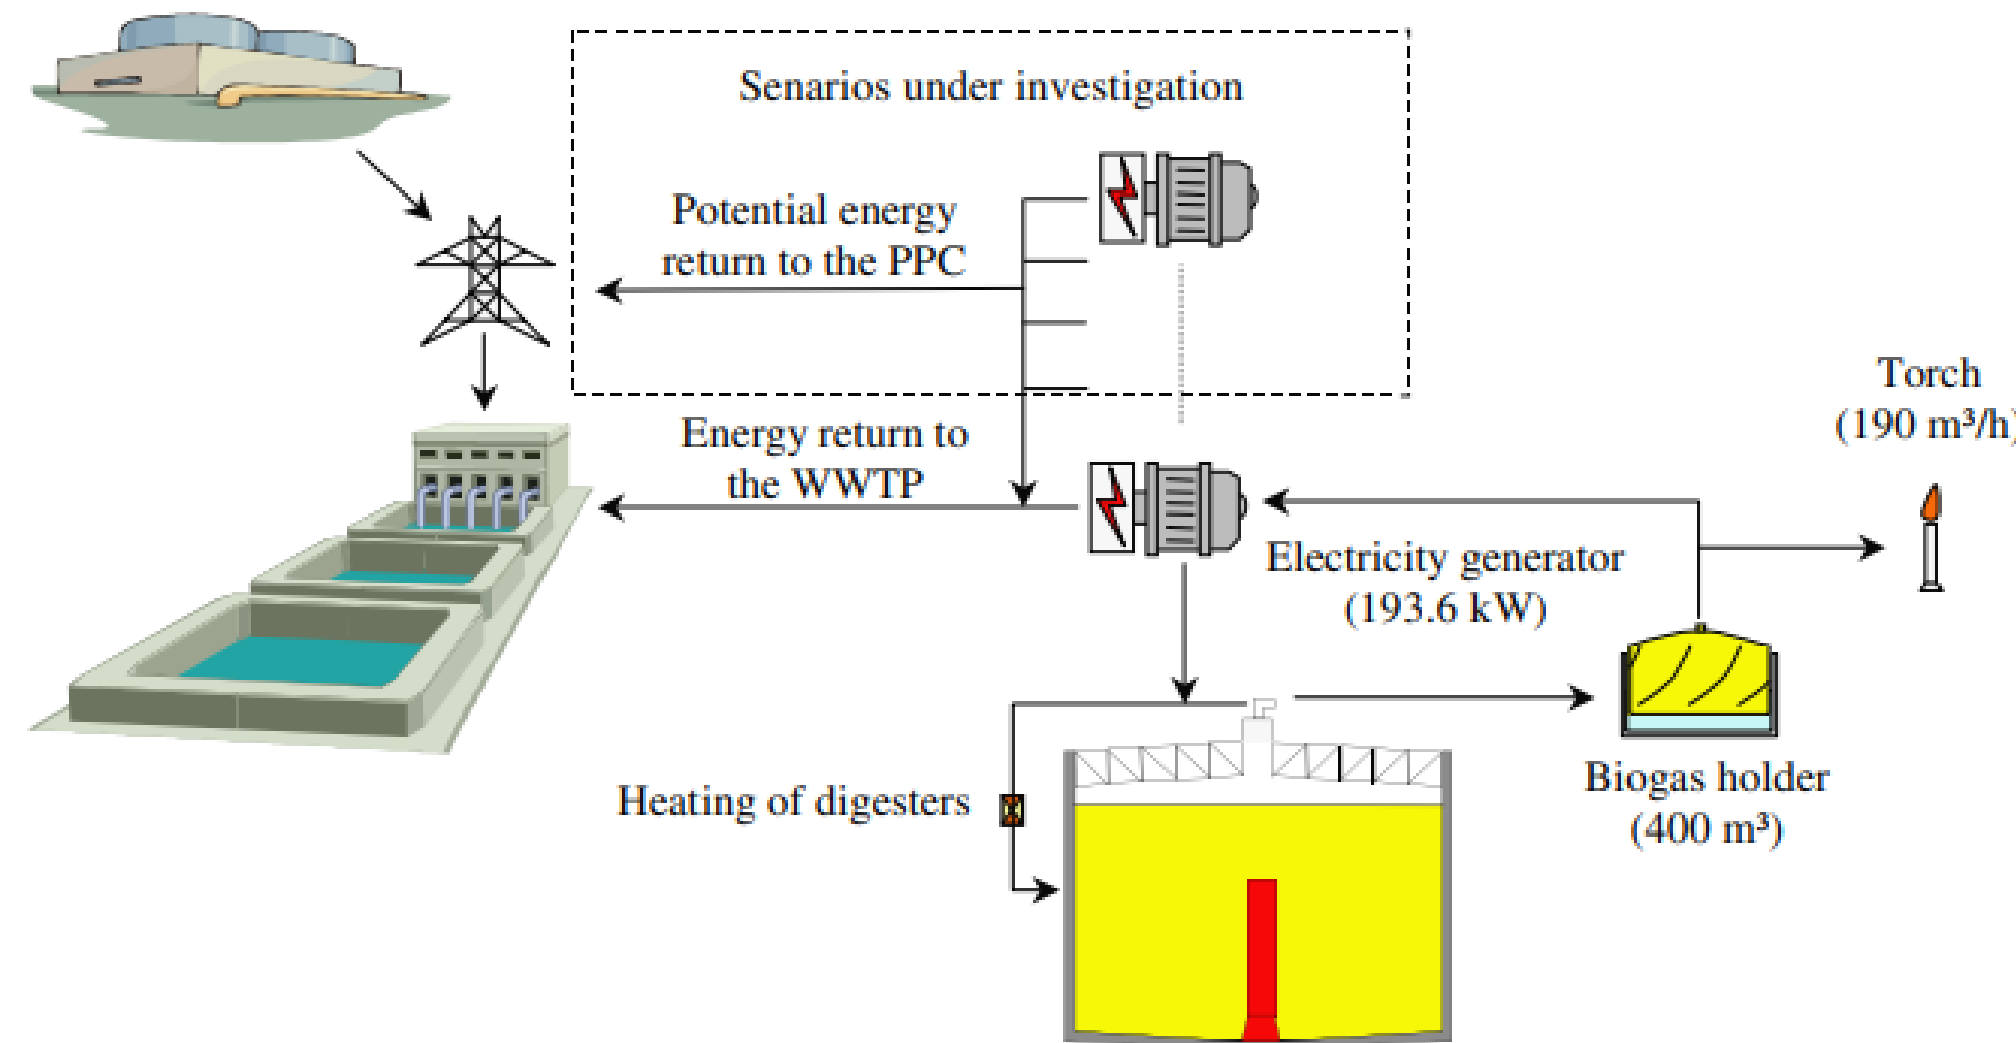 Senarios under investigation
Potential energy
return to the PPC
Torch
(190 m³/h)
Energy return to
the WWTP
Electricity generator
(193.6 kW)
Heating of digesters
Biogas holder
(400 m³)